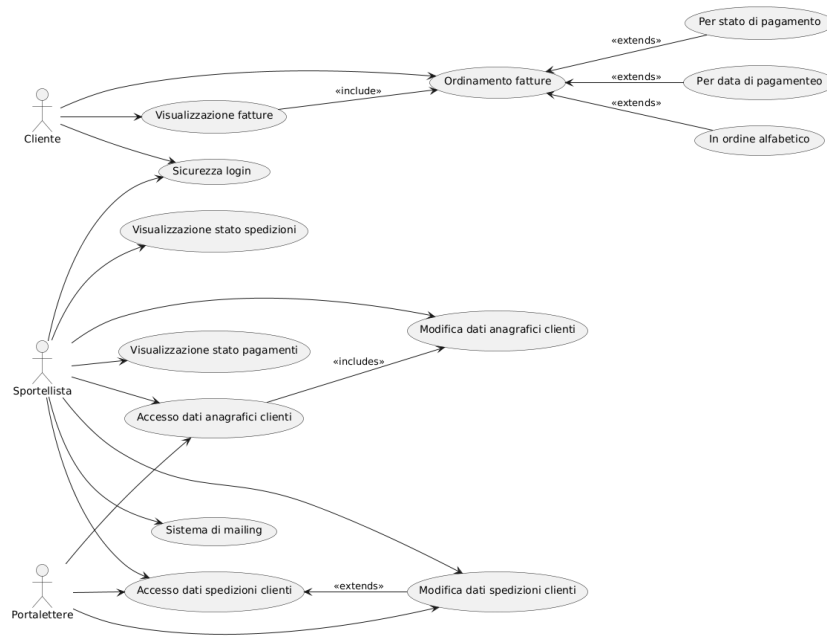 Per stato di pagamento
«extends»
Ordinamento fatture
«extends»
Per data di pagamenteo
«include»
«extends»
Visualizzazione fatture
Cliente
In ordine alfabetico
Sicurezza login
Visualizzazione stato spedizioni
Modifica dati anagrafici clienti
Visualizzazione stato pagamenti
«includes»
Sportellista
Accesso dati anagrafici clienti
Sistema di mailing
«extends»
Accesso dati spedizioni clienti
Modifica dati spedizioni clienti
Portalettere